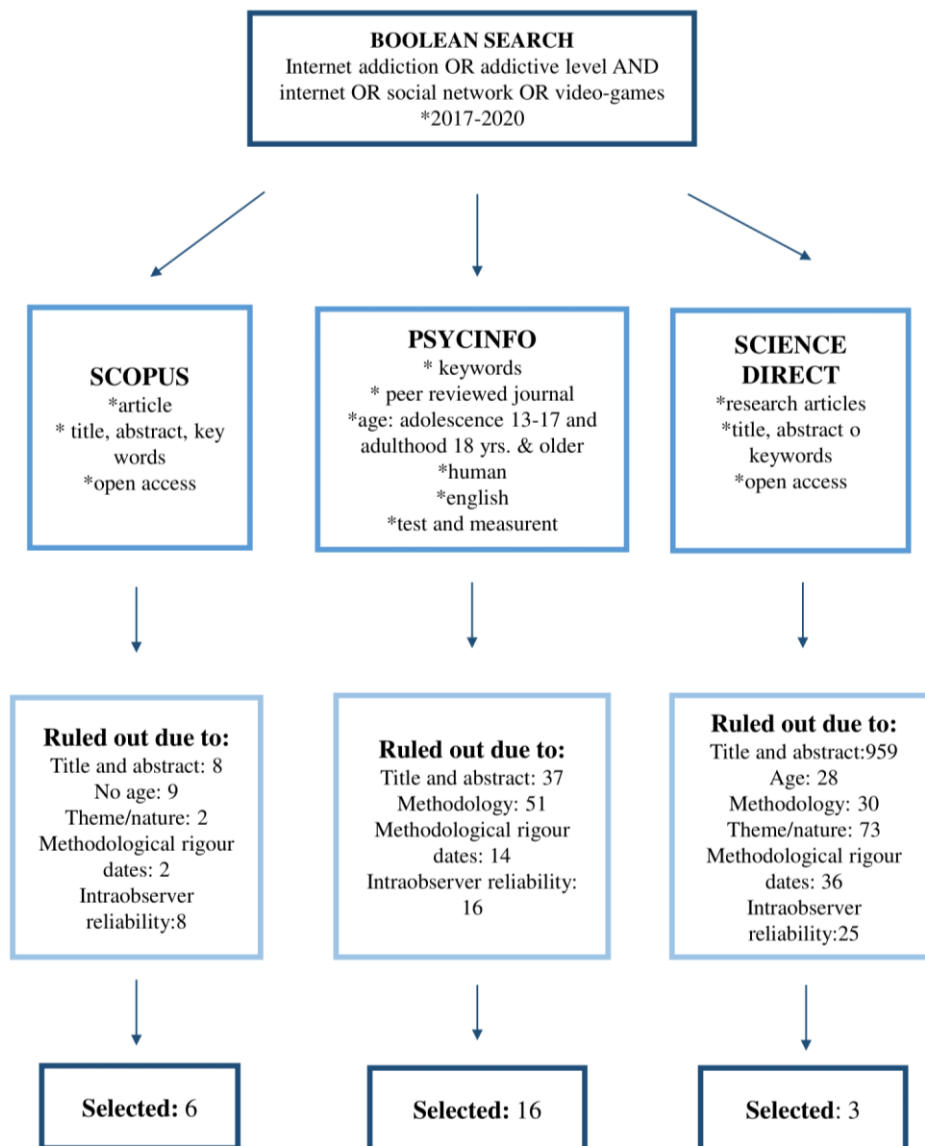 BOOLEAN SEARCH
Internet addiction OR addictive level AND
internet OR social network OR video-games
*2017-2020
SCOPUS
*article
* title, abstract, key
words
*open access
PSYCINFO
* keywords
* peer reviewed journal
*age: adolescence 13-17 and
adulthood 18 yrs. & older
*human
*english
*test and measurent
SCIENCE
DIRECT
*research articles
*title, abstract o
keywords
*open access
Ruled out due to:
Title and abstract: 8
No age: 9
Theme/nature: 2
Methodological rigour
dates: 2
Intraobserver
reliability:8
Ruled out due to:
Title and abstract: 37
Methodology: 51
Methodological rigour
dates: 14
Intraobserver reliability:
16
Ruled out due to:
Title and abstract:959
Age: 28
Methodology: 30
Theme/nature: 73
Methodological rigour
dates: 36
Intraobserver
reliability:25
Selected: 6
Selected: 16
Selected: 3